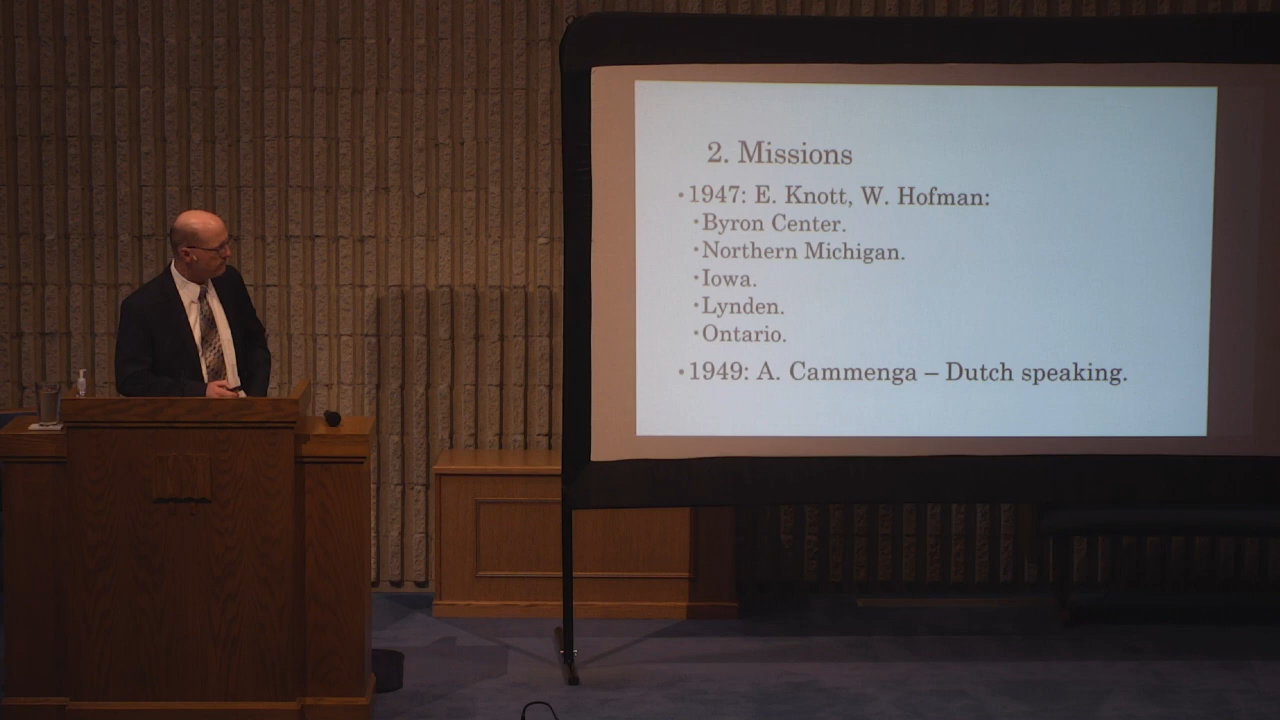 2. Missions
•1947: E. Knott, W. Hofman:
•Byron Center.
•Northern Michigan.
•Iowa.
•Lynden.
•Ontario.
•1949: A. Cammenga – Dutch speaking.